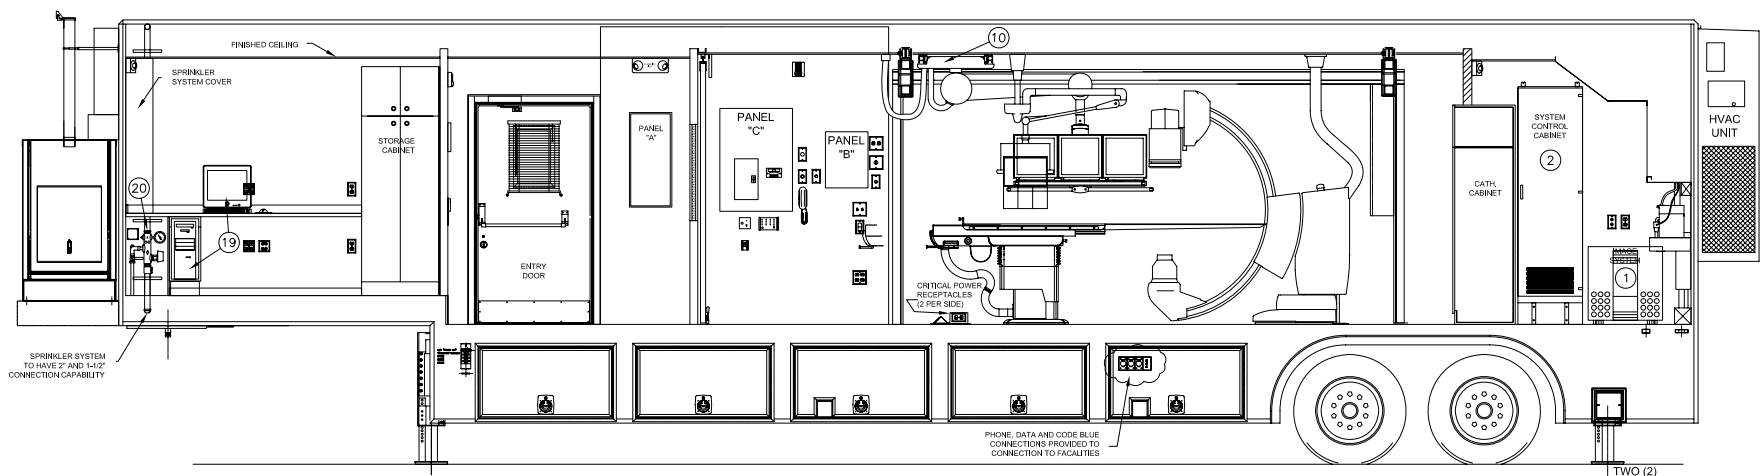 FINISHED CEILING
10
SPRINKLER
SYSTEM COVER
STORAGE
CABINET
PANEL
"A"
PANEL
"C"
PANEL
"B"
SYSTEM
CONTROL
CABINET
2
HVAC
UNIT
CATH.
CABINET
20
19
ENTRY
DOOR
CRITICAL POWER
RECEPTACLES
(2 PER SIDE)
IMAGE
SYSTEM
1
SPRINKLER SYSTEM
TO HAVE 2" AND 1-1/2"
CONNECTION CAPABILITY
PHONE, DATA AND CODE BLUE
CONNECTIONS PROVIDED TO
CONNECTION TO FACALITIES
TWO (2)